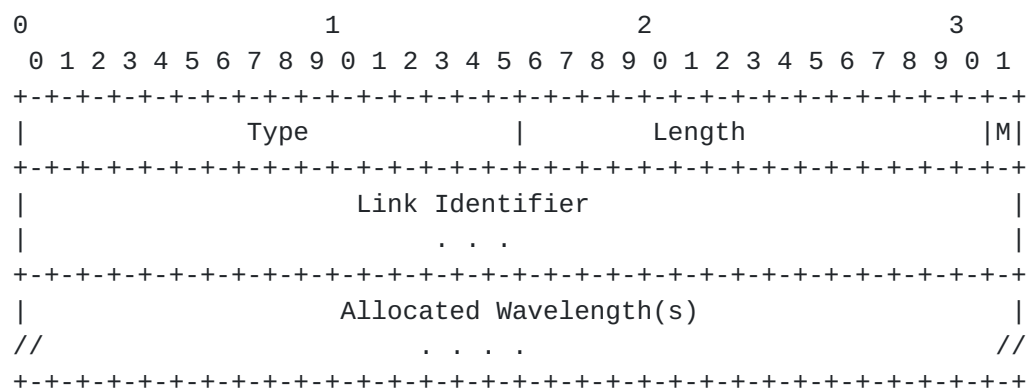 0                   1                   2                   3
 0 1 2 3 4 5 6 7 8 9 0 1 2 3 4 5 6 7 8 9 0 1 2 3 4 5 6 7 8 9 0 1
+-+-+-+-+-+-+-+-+-+-+-+-+-+-+-+-+-+-+-+-+-+-+-+-+-+-+-+-+-+-+-+-+
|              Type             |        Length               |M|
+-+-+-+-+-+-+-+-+-+-+-+-+-+-+-+-+-+-+-+-+-+-+-+-+-+-+-+-+-+-+-+-+
|                     Link Identifier                           |
|                          . . .                                |
+-+-+-+-+-+-+-+-+-+-+-+-+-+-+-+-+-+-+-+-+-+-+-+-+-+-+-+-+-+-+-+-+
|                    Allocated Wavelength(s)                    |
//                        . . . .                              //
+-+-+-+-+-+-+-+-+-+-+-+-+-+-+-+-+-+-+-+-+-+-+-+-+-+-+-+-+-+-+-+-+